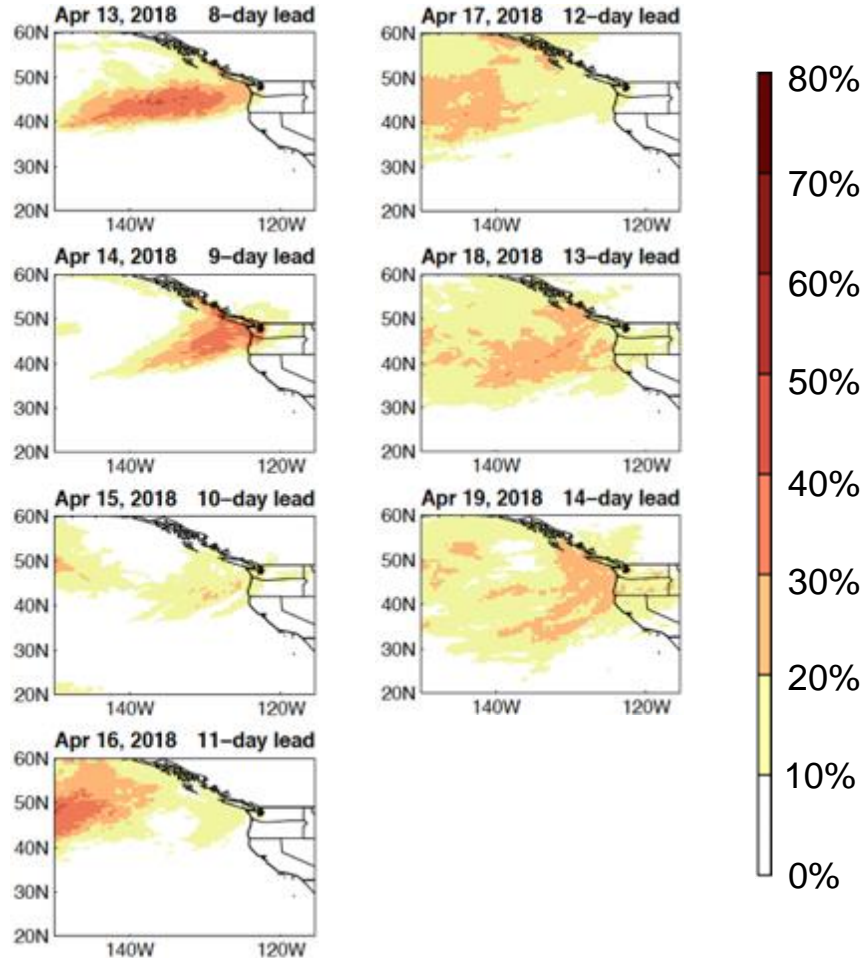 Apr 13, 2018 8-day lead
60N
50N
40N
30N
20N
140W 120W
Apr 14, 2018 9-day lead
60N
50N
40N
30N
20N
140W 120W
Apr 15, 2018 10-day lead
60N
50N
40N
30N
20N
140W 120W
Apr 16, 2018 11-day lead
60N
50N
40N
30N
20N
140W 120W
Apr 17, 2018 12-day lead
60N
50N
40N
30N
20N
140W 120W
Apr 18, 2018 13-day lead
60N
50N
40N
30N
20N
140W 120W
Apr 19, 2018 14-day lead
60N
50N
40N
30N
20N
140W 120W
80%
70%
60%
50%
40%
30%
20%
10%
0%